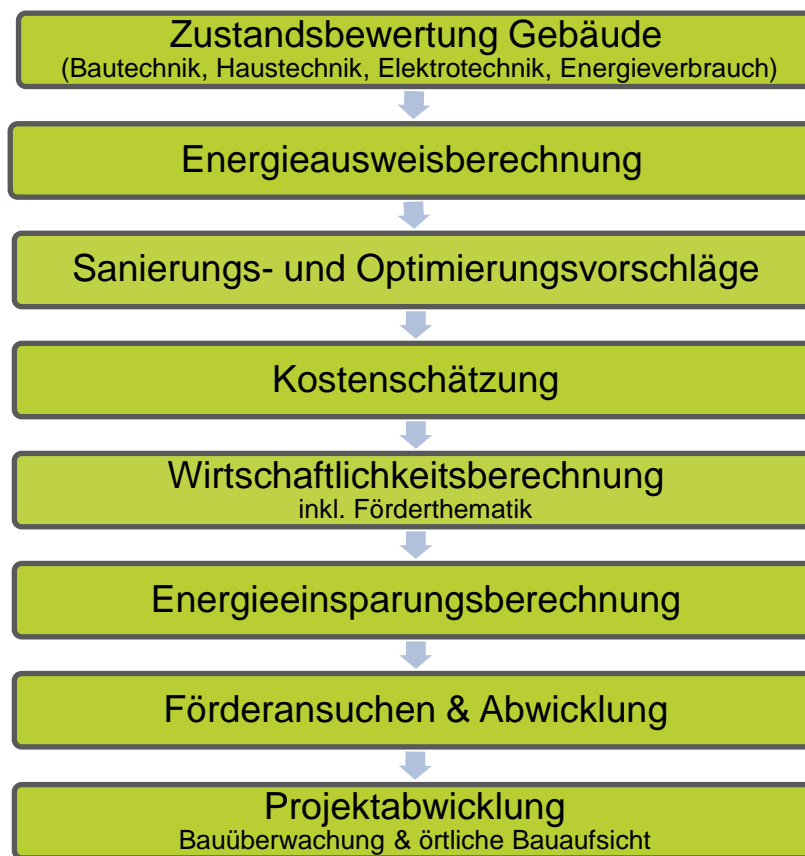 Zustandsbewertung Gebäude
(Bautechnik, Haustechnik, Elektrotechnik, Energieverbrauch)
Energieausweisberechnung
Sanierungs- und Optimierungsvorschläge
Kostenschätzung
Wirtschaftlichkeitsberechnung
inkl. Förderthematik
Energieeinsparungsberechnung
Förderansuchen & Abwicklung
Projektabwicklung
Bauüberwachung & örtliche Bauaufsicht